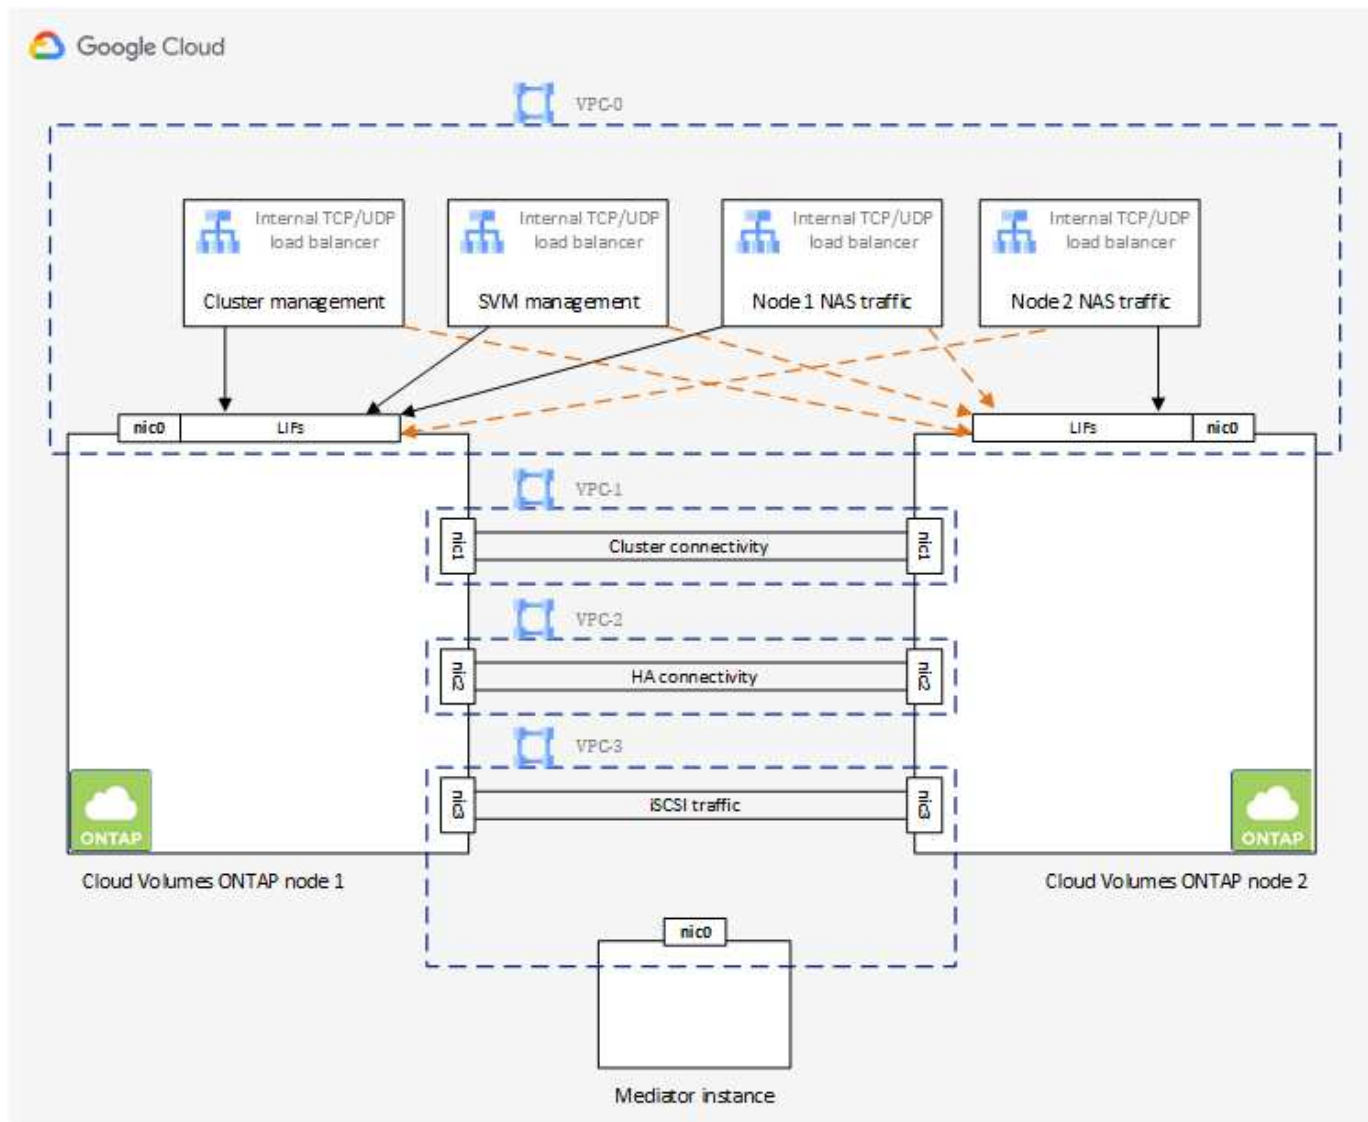 Google Cloud
VPC-0
Internal TCP/UDP
load balancer
Cluster management
Internal TCP/UDP
load balancer
SVM management
Internal TCP/UDP
load balancer
Node 1 NAS traffic
Internal TCP/UDP
load balancer
Node 2 NAS traffic
nic0
LIFs
LIFs
nic0
VPC-1
nic1
Cluster connectivity
nic1
VPC-2
nic2
HA connectivity
nic2
VPC-3
nic3
iSCSI traffic
nic3
ONTAP
ONTAP
Cloud Volumes ONTAP node 1
Cloud Volumes ONTAP node 2
nic0
Mediator instance